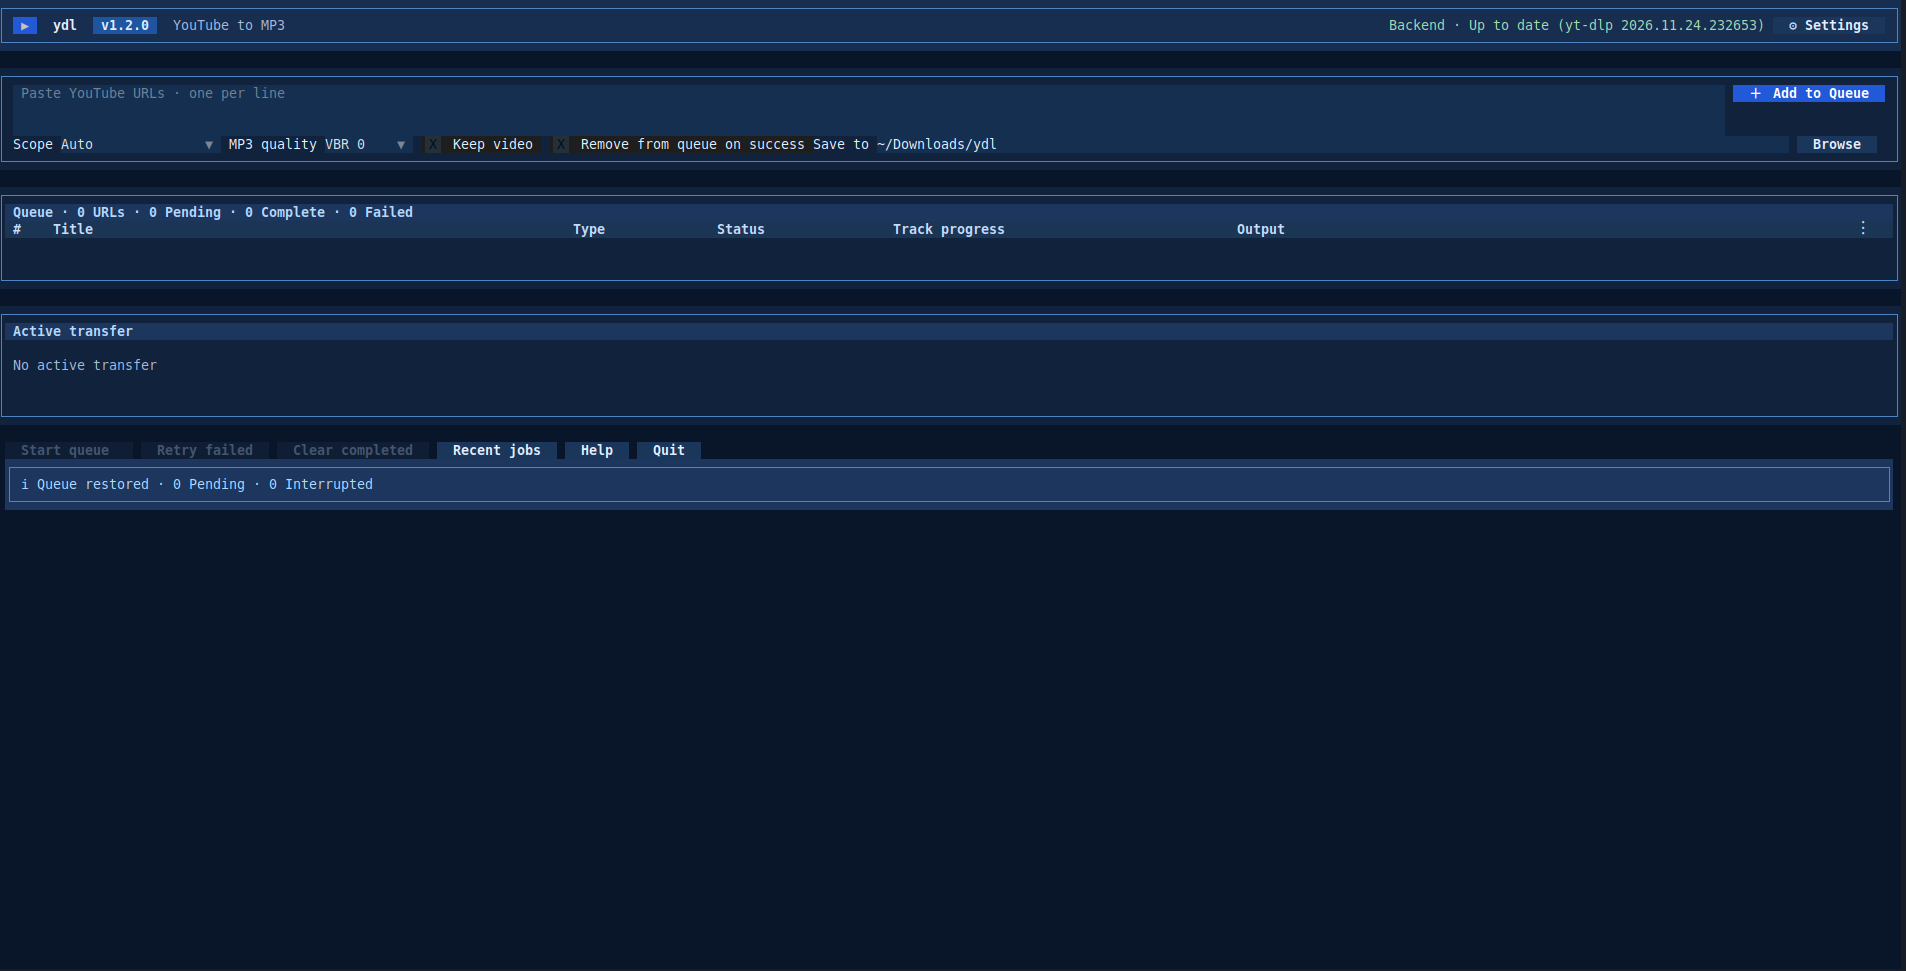 ▶ ydl v1.2.0 YouTube to MP3 Backend · Up to date (yt-dlp 2026.11.24.232653) ⚙ Settings
Paste YouTube URLs · one per line + Add to Queue
Scope Auto ▼ MP3 quality VBR 0 ▼ X Keep video X Remove from queue on success Save to ~/Downloads/ydl Browse
Queue · 0 URLs · 0 Pending · 0 Complete · 0 Failed
# Title Type Status Track progress Output ⋮
Active transfer
No active transfer
Start queue Retry failed Clear completed Recent jobs Help Quit
i Queue restored · 0 Pending · 0 Interrupted